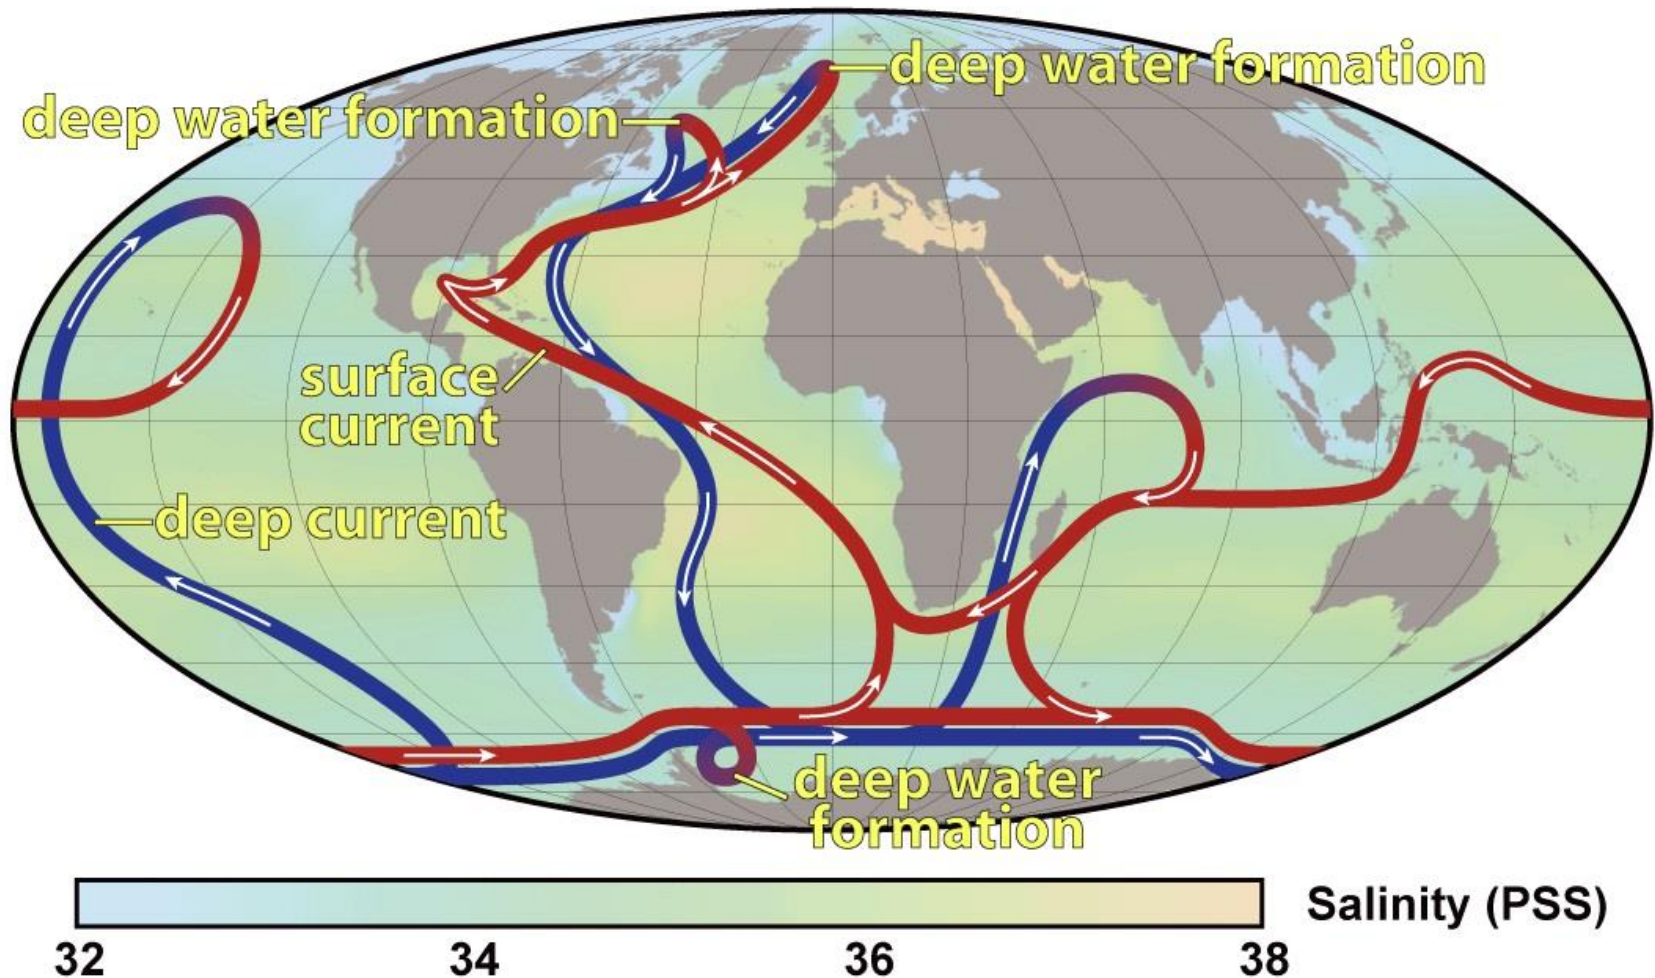 deep water formation
deep water formation
surface
current
deep current
deep water
formation
Salinity (PSS)
32 34 36 38